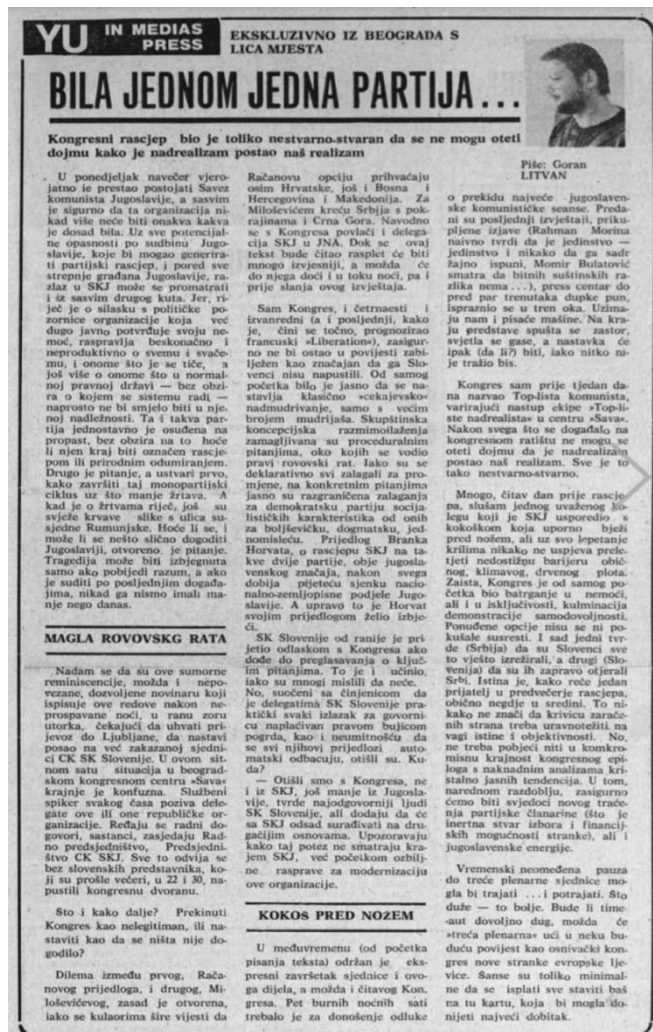 YU IN MEDIAS
PRESS
EKSKLUZIVNO IZ BEOGRADA S
LICA MJESTA
BILA JEDNOM JEDNA PARTIJA...
Kongresni rascjep bio je toliko nestvarno-stvaran da se ne mogu oteti
dojmu kako je nadrealizam postao naš realizam
Piše: Goran
LITVAN
U ponedjeljak navečer vjero-
jatno je prestao postojati Savez
komunista Jugoslavije, a sasvim
je sigurno da ta organizacija ni-
kad više neće biti onakva kakva
je dosad bila. Uz sve potencijal-
ne opasnosti po sudbinu Jugo-
slavije, koje bi mogao generira-
ti partijski rascjep, i pored sve
strepnje građana Jugoslavije, ra-
zlaz u SKJ može se promatrati
i iz sasvim drugog kuta. Jer, ri-
ječ je o silasku s političke po-
zornice organizacije koja već
dugo javno potvrđuje svoju ne-
moć, raspravlja beskonačno i
neproduktivno o svemu i svače-
mu, i onome što je se tiče, a
još više o onome što u normal-
noj pravnoj državi — bez obzi-
ra o kojem se sistemu radi —
naprosto ne bi smjelo biti u nje-
noj nadležnosti. Ta i takva par-
tija jednostavno je osuđena na
propast, bez obzira na to hoće
li njen kraj biti označen rascje-
pom ili prirodnim odumiranjem.
Drugo je pitanje, a ustvari prvo,
kako završiti taj monopartijski
ciklus uz što manje žrtava. A
kad je o žrtvama riječ, još su
svježe krvave slike s ulica su-
sjedne Rumunjske. Hoće li se, i
može li se nešto slično dogoditi
Jugoslaviji, otvoreno je pitanje.
Tragedija može biti izbjegnuta
samo ako pobijedi razum, a ako
je suditi po posljednjim događa-
jima, nikad ga nismo imali ma-
nje nego danas.
MAGLA ROVOVSKG RATA
Nadam se da su ove sumorne
reminiscencije, možda i nepo-
vezane, dozvoljene novinaru koji
ispisuje ove redove nakon ne-
prospavane noći, u ranu zoru
utorka, čekajući da uhvati pri-
jevoz do Ljubljane, da nastavi
posao na već zakazanoj sjedni-
ci CK SK Slovenije. U ovom sit-
nom satu situacija u beograd-
skom kongresnom centru »Sava«
krajnje je konfuzna. Službeni
spiker svakog časa poziva dele-
gate ove ili one republičke or-
ganizacije. Ređaju se radni do-
govori, sastanci, zasjedaju Rad-
no predsjedništvo, Predsjedni-
štvo CK SKJ. Sve to odvija se
bez slovenskih predstavnika, ko-
ji su prošle večeri, u 22 i 30, na-
pustili kongresnu dvoranu.
Što i kako dalje? Prekinuti
Kongres kao nelegitiman, ili na-
staviti kao da se ništa nije do-
godilo?
Dilema između prvog, Rača-
novog prijedloga, i drugog, Mi-
loševićevog, zasad je otvorena,
iako se kulaorima šire vijesti da
Račanovu opciju prihvaćaju
osim Hrvatske, još i Bosna i
Hercegovina i Makedonija. Za
Miloševićem kreću Srbija s pok-
rajinama i Crna Gora. Navodno
se s Kongresa povlači i delega-
cija SKJ u JNA. Dok se ovaj
tekst bude čitao rasplet će biti
mnogo izvjesniji, a možda će
do njega doći i u toku noći, pa i
prije slanja ovog izvještaja.
Sam Kongres, i četrnaesti i
izvanredni (a i posljednji, kako
je, čini se točno, prognozirao
francuski »Liberation«), zasigur-
no ne bi ostao u povijesti zabi-
lježen kao značajan da ga Slo-
venci nisu napustili. Od samog
početka bilo je jasno da se na-
stavlja klasično »cekajevsko«
nadmudrivanje, samo s većim
brojem mudrijaša. Skupštinska
koncepcijska razmimoilaženja
zamagljivana su proceduralnim
pitanjima, oko kojih se vodio
pravi rovovski rat. Iako su se
deklarativno svi zalagali za pro-
mjene, na konkretnim pitanjima
jasno su razgraničena zalaganja
za demokratsku partiju socija-
lističkih karakteristika od onih
za boljševičku, dogmatsku, jed-
nomisleću. Prijedlog Branka
Horvata, o rascjepu SKJ na ta-
kve dvije partije, obje jugoslaven-
skog značaja, nakon svega
dobija pijeteću sjenku nacio-
nalno-zemljopisne podjele Jugo-
slavije. A upravo to je Horvat
svojim prijedlogom želio izbje-
ći.
SK Slovenije od ranije je pri-
jetio odlaskom s Kongresa ako
dođe do preglasavanja o ključ-
im pitanjima. To je i učinio,
iako su mnogi mislili da neće.
No, suočeni sa činjenicom da
je delegatima SK Slovenije pra-
ktički svaki izlazak za govorni-
cu naplaćivan pravom bujicom
pogrda, kao i neumitnošću da
se svi njihovi prijedlozi auto-
matski odbacuju, otišli su. Ku-
da?
— Otišli smo s Kongresa, ne
i iz SKJ, još manje iz Jugosla-
vije, tvrde najodgovorniji ljudi
SK Slovenije, ali dodaju da će
sa SKJ odsad surađivati na dru-
gačijim osnovama. Upozoravaju
kako taj potez ne smatraju kra-
jem SKJ, već početkom ozbilj-
ne rasprave za modernizaciju
ove organizacije.
KOKOŠ PRED NOŽEM
U međuvremenu (od početka
pisanja teksta) održan je eks-
presni završetak sjednice i ovo-
ga dijela, a možda i čitavog Kon-
gresa. Pet burnih noćnih sati
trebalo je za donošenje odluke
o prekidu najveće jugoslaven-
ske komunističke seanse. Preda-
ni su posljednji izvještaji, priku-
pljene izjave (Rahman Morina
naivno tvrdi da je jedinstvo —
jedinstvo i nikako da ga sadr
žajno ispuni, Momir Bulatović
smatra da bitnih suštinskih raz-
lika nema...), press centar do
pred par trenutaka dupke pun,
ispraznio se u tren oka. Uzima-
ju nam i pisaće mašine. Na kra-
ju predstave spušta se zastor,
svjetla se gase, a nastavka će
ipak (da li?) biti, iako nitko ni-
je tražio bis.
Kongres sam prije tjedan da-
na nazvao Top-lista komunista,
varirajući nastup ekipe »Top-li-
ste nadrealista« u centru »Sava«.
Nakon svega što se događalo na
kongresnom ratištu ne mogu se
oteti dojmu da je nadrealizam
postao naš realizam. Sve je to
tako nestvarno-stvarno.
Mnogo, čitav dan prije rascje-
pa, slušam jednog uvaženog ko-
legu koji je SKJ usporedio s
kokoškom koja uporno bježi
pred nožem, ali uz svo lepetanje
krilima nikako ne uspjeva prele-
tjeti nedostižnu barijeru obič-
nog, klimavog, drvenog plota.
Zaista, Kongres je od samog po-
četka bio batrganje u nemoći,
ali i u isključivosti, kulminacija
demonstracije samodovoljnosti.
Ponuđene opcije nisu se ni po-
kušale susresti. I sad jedni tvr-
de (Srbija) da su Slovenci sve
to vješto izrežirali, a drugi (Slo-
venija) da su ih zapravo otjerali
Srbi. Istina je, kako reče jedan
prijatelj u predvečerje rascjepa,
obično negdje u sredini. To ni-
kako ne znači da krivicu zaraće-
nih strana treba uravnotežiti na
vagi istine i objektivnosti. No,
ne treba pobjeći niti u komkro-
misnu krajnost kongresnog epi-
loga s naknadnim analizama kri-
stalno jasnih tendencija. U tom,
narednom razdoblju, zasigurno
ćemo biti svjedoci novog traće-
nja partijske članarine (što je
inertna stvar izbora i financij-
skih mogućnosti stranke), ali i
jugoslavenske energije.
Vremenski neomeđena pauza
do treće plenarne sjednice mo-
gla bi trajati ... i potrajati. Što
duže — to bolje. Bude li time-
-aut dovoljno dug, možda će
»treća plenarna« ući u neku bu-
duću povijest kao osnivački kon-
gres nove stranke evropske lje-
vice. Šanse su toliko minimal-
ne da se isplati sve staviti baš
na tu kartu, koja bi mogla do-
nijeti najveći dobitak.